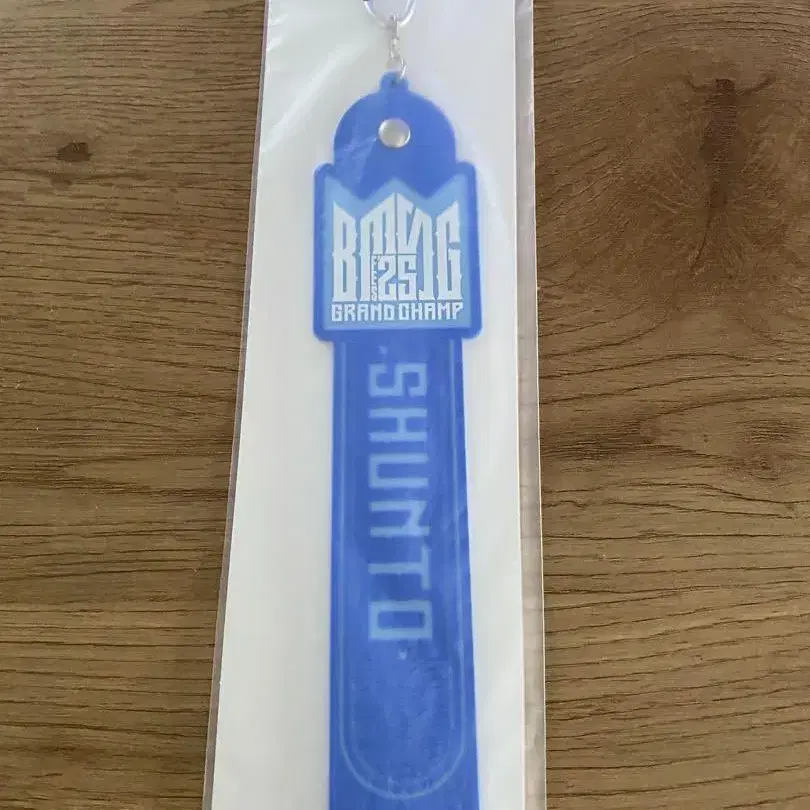 BMSG
25
GRAND CHAMP
SHUNTO